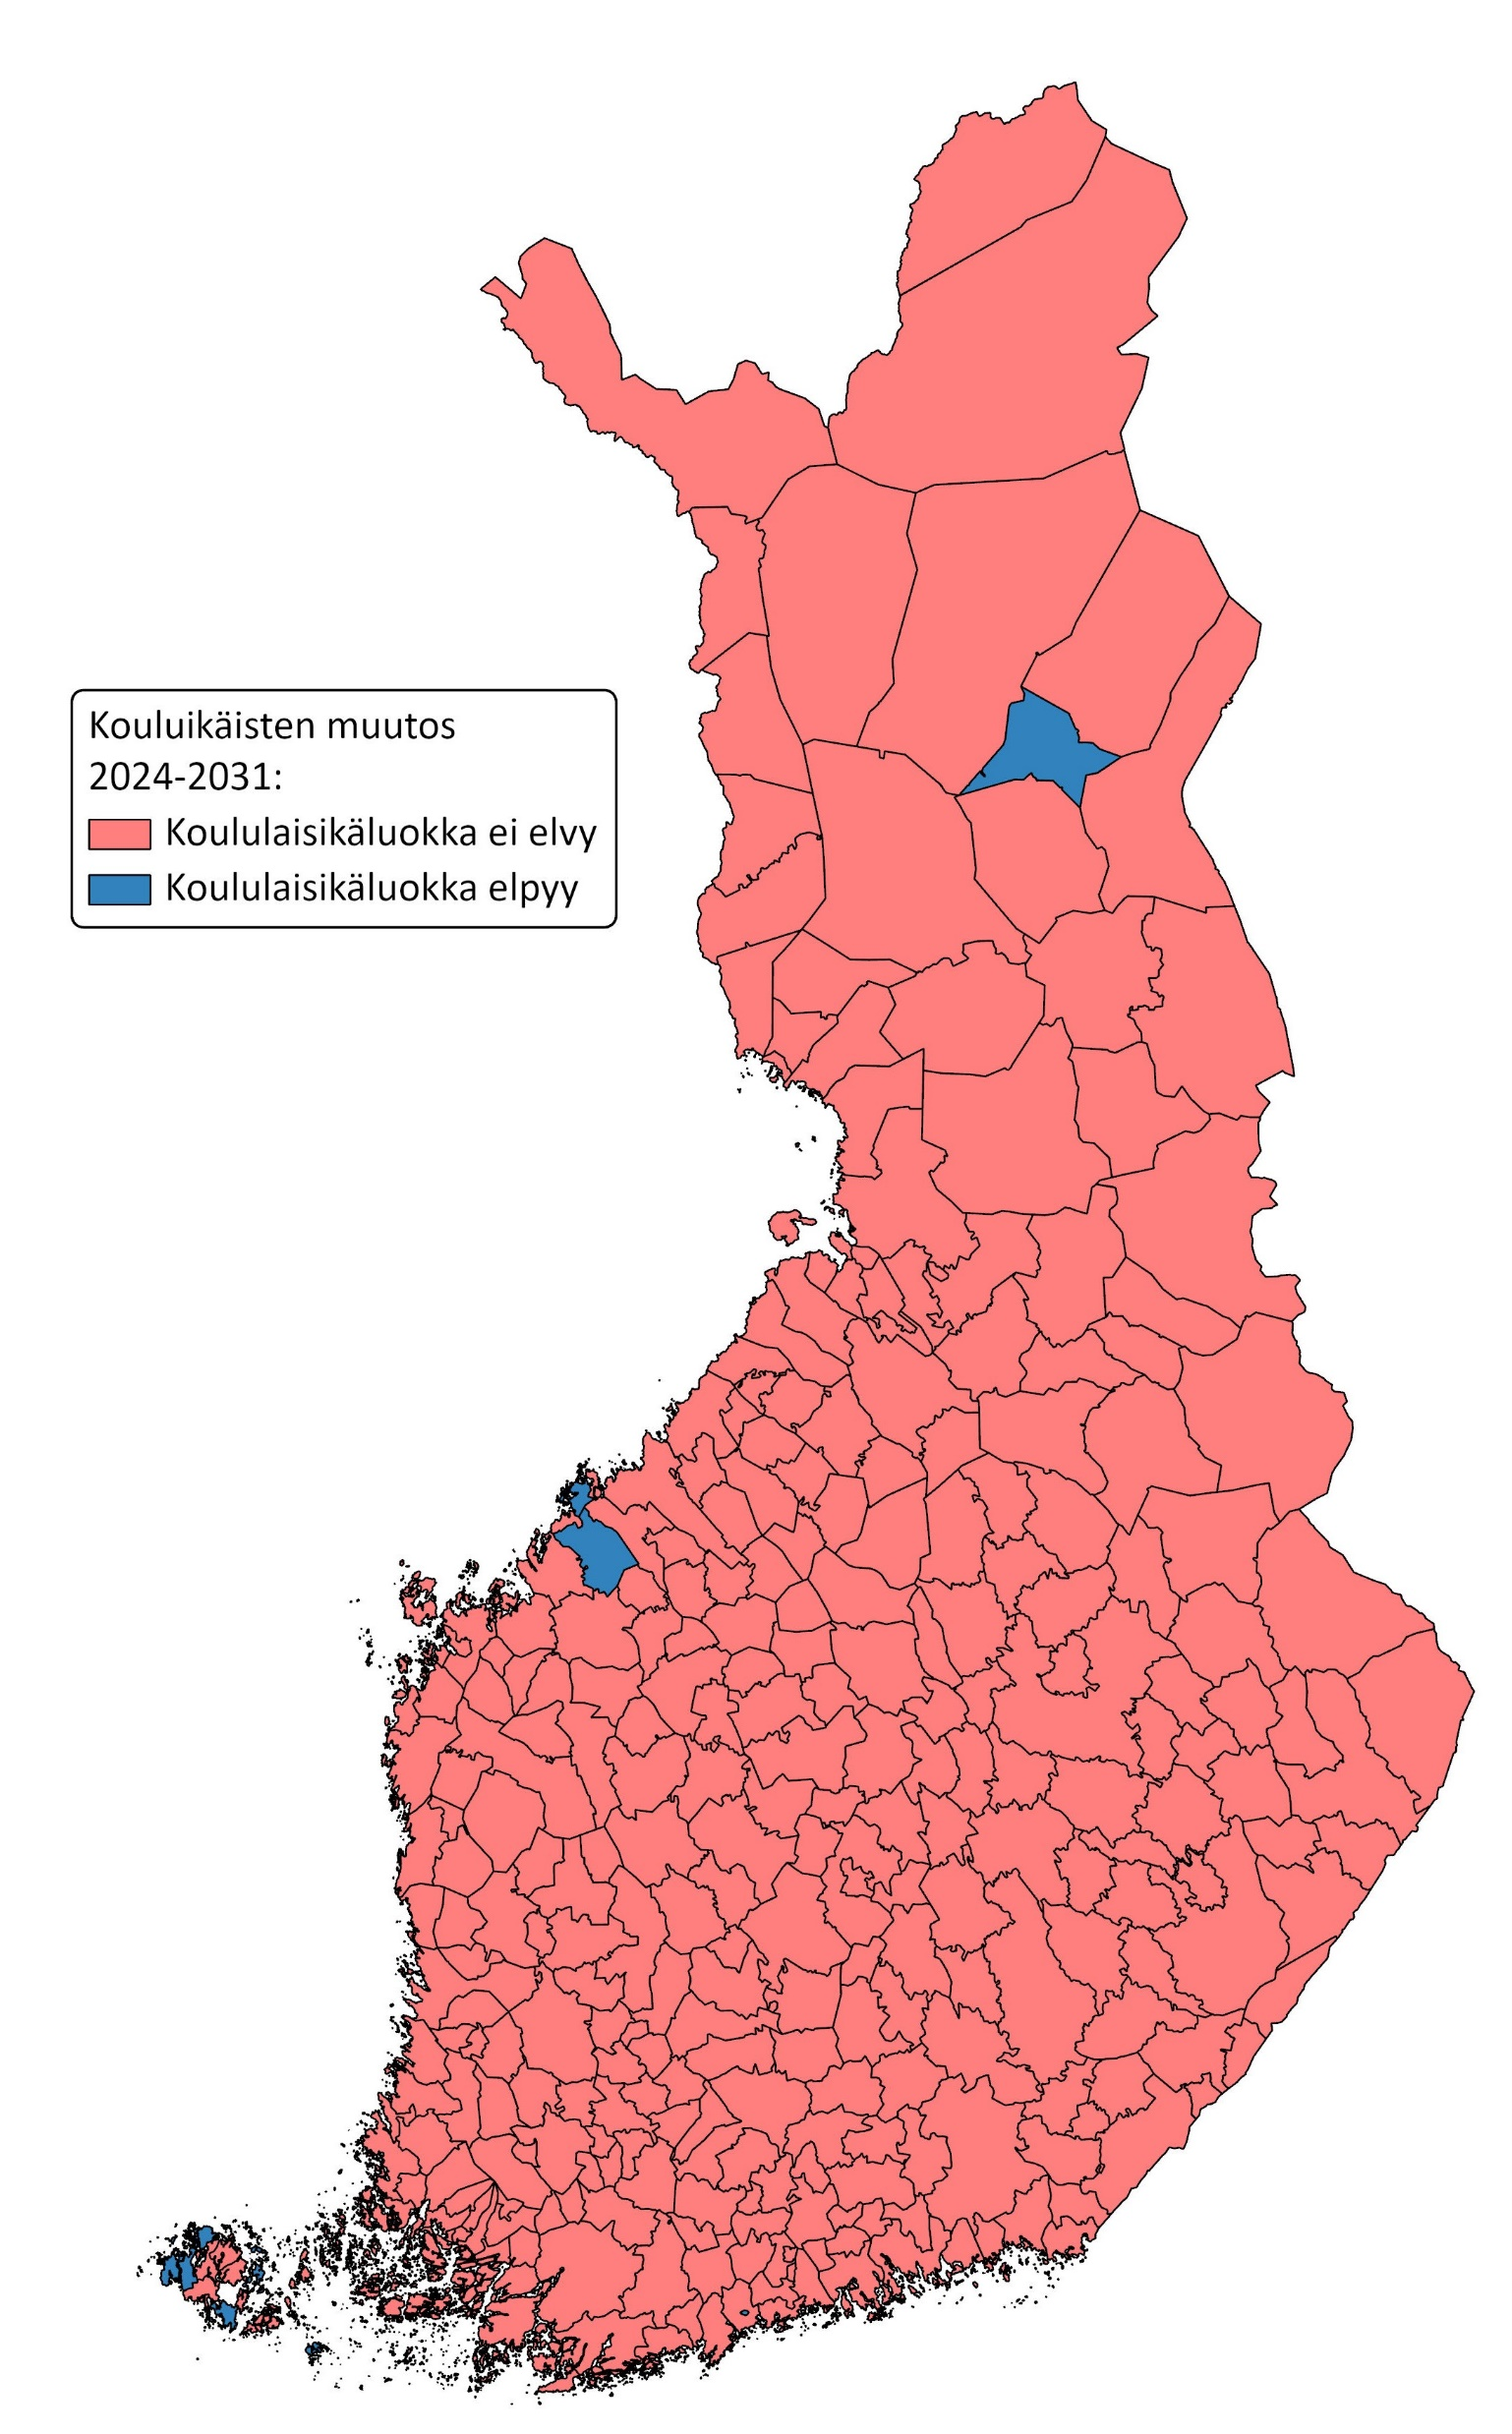 Kouluikäisten muutos
2024-2031:
Koululaisikäluokka ei elvy
Koululaisikäluokka elpyy